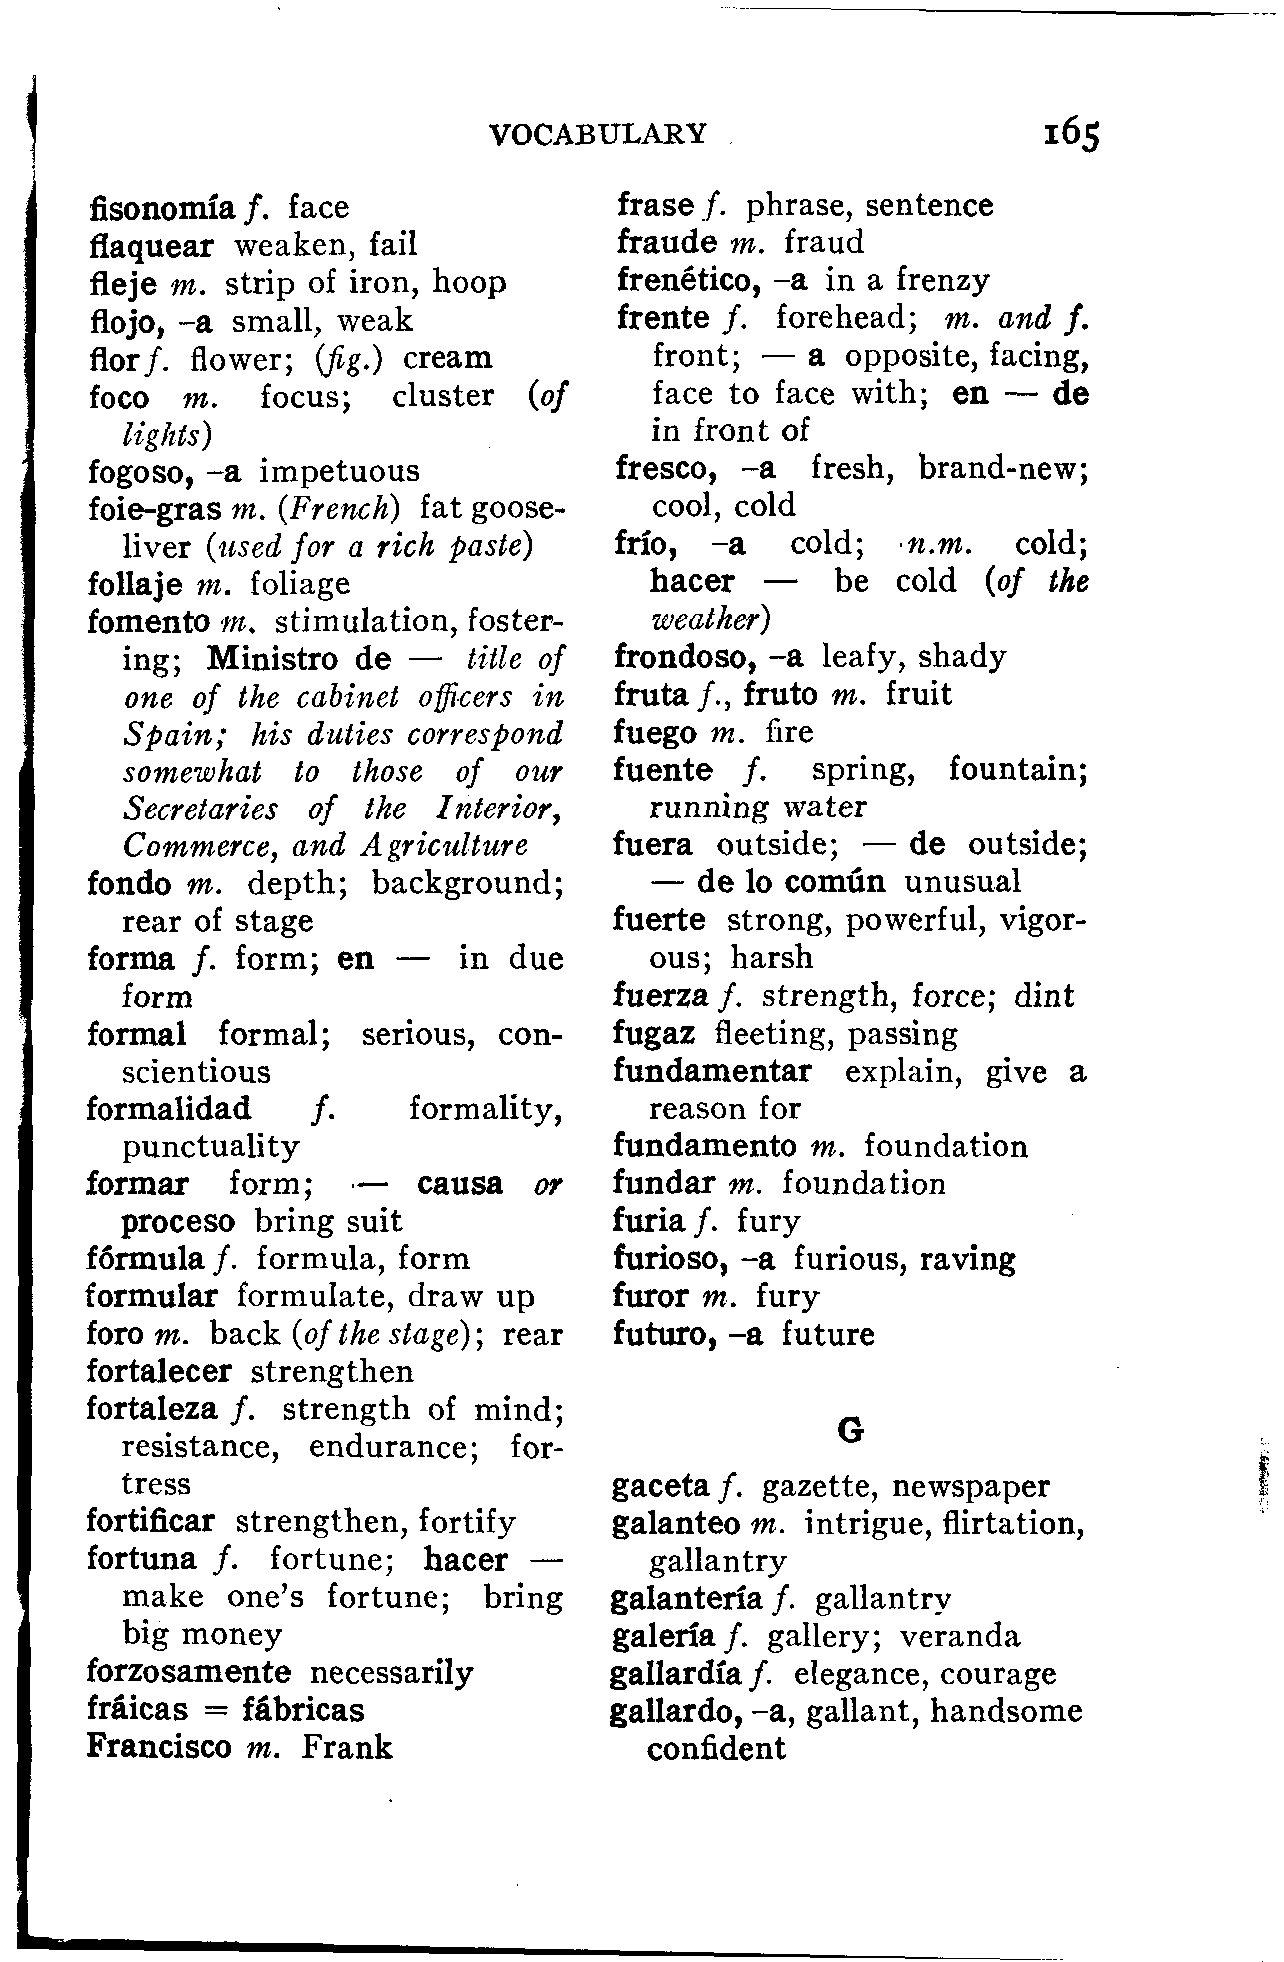 VOCABULARY 165
fisonomía f. face
flaquear weaken, fail
fleje m. strip of iron, hoop
flojo, –a small, weak
flor f. flower; (fig.) cream
foco m. focus; cluster (of
lights)
fogoso, –a impetuous
foie-gras m. (French) fat goose-
liver (used for a rich paste)
follaje m. foliage
fomento m. stimulation, foster-
ing; Ministro de — title of
one of the cabinet officers in
Spain; his duties correspond
somewhat to those of our
Secretaries of the Interior,
Commerce, and Agriculture
fondo m. depth; background;
rear of stage
forma f. form; en — in due
form
formal formal; serious, con-
scientious
formalidad f. formality,
punctuality
formar form; — causa or
proceso bring suit
fórmula f. formula, form
formular formulate, draw up
foro m. back (of the stage); rear
fortalecer strengthen
fortaleza f. strength of mind;
resistance, endurance; for-
tress
fortificar strengthen, fortify
fortuna f. fortune; hacer —
make one's fortune; bring
big money
forzosamente necessarily
fráicas = fábricas
Francisco m. Frank
frase f. phrase, sentence
fraude m. fraud
frenético, –a in a frenzy
frente f. forehead; m. and f.
front; — a opposite, facing,
face to face with; en — de
in front of
fresco, –a fresh, brand-new;
cool, cold
frío, –a cold; n.m. cold;
hacer — be cold (of the
weather)
frondoso, –a leafy, shady
fruta f., fruto m. fruit
fuego m. fire
fuente f. spring, fountain;
running water
fuera outside; — de outside;
— de lo común unusual
fuerte strong, powerful, vigor-
ous; harsh
fuerza f. strength, force; dint
fugaz fleeting, passing
fundamentar explain, give a
reason for
fundamento m. foundation
fundar m. foundation
furia f. fury
furioso, –a furious, raving
furor m. fury
futuro, –a future
G
gaceta f. gazette, newspaper
galanteo m. intrigue, flirtation,
gallantry
galantería f. gallantry
galería f. gallery; veranda
gallardía f. elegance, courage
gallardo, –a, gallant, handsome
confident